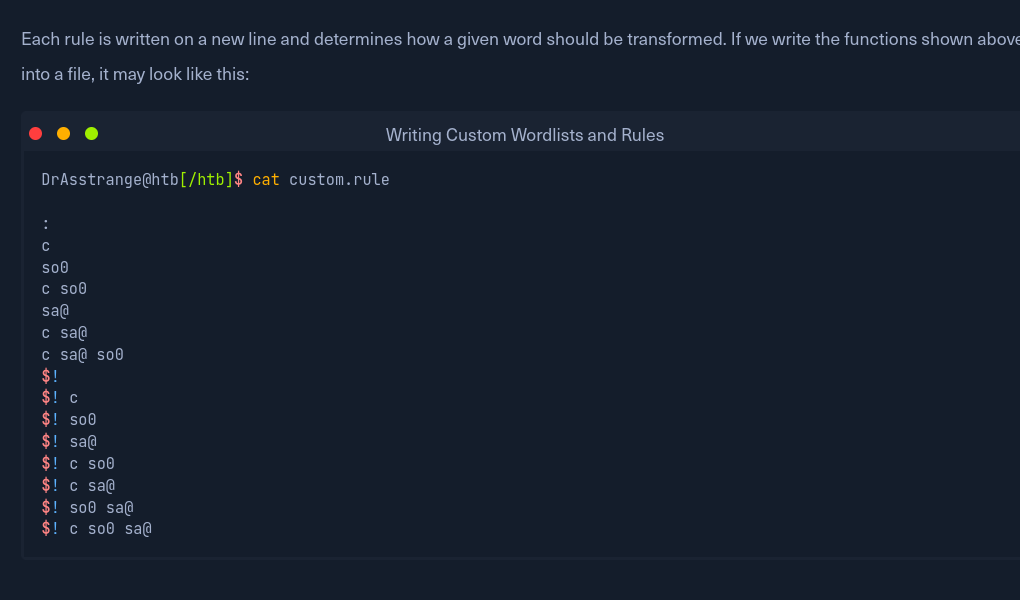 Each rule is written on a new line and determines how a given word should be transformed. If we write the functions shown above
into a file, it may look like this:
Writing Custom Wordlists and Rules
DrAsstrange@htb[/htb]$ cat custom.rule
:
c
so0
c so0
sa@
c sa@
c sa@ so0
$!
$! c
$! so0
$! sa@
$! c so0
$! c sa@
$! so0 sa@
$! c so0 sa@